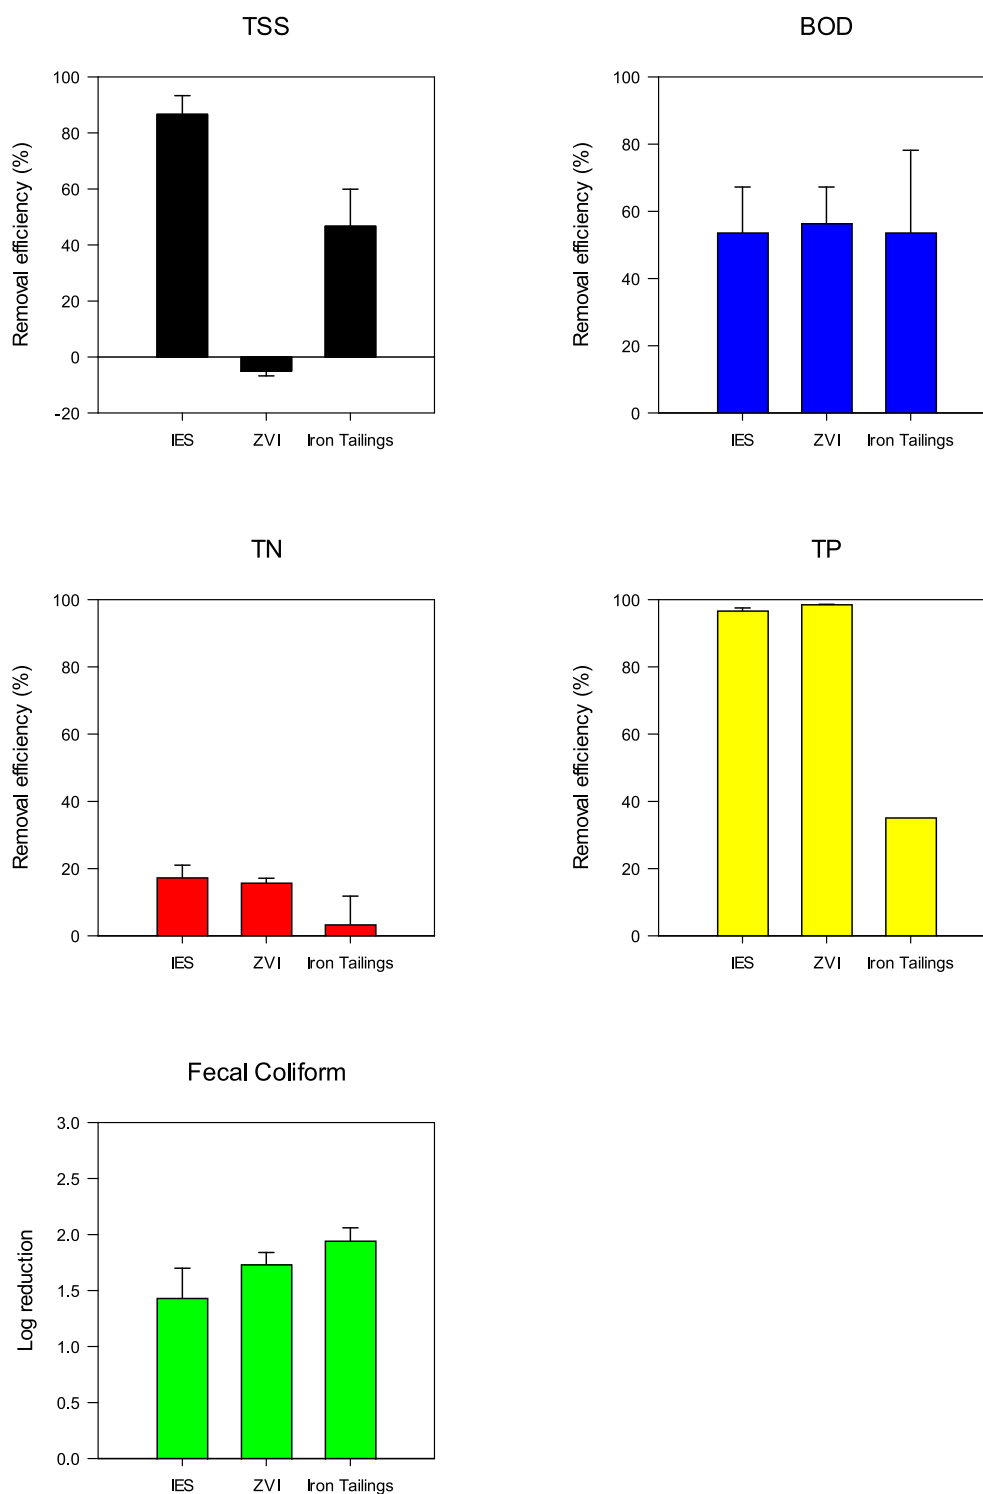 TSS
Removal efficiency (%)
100
80
60
40
20
0
-20
IES ZVI Iron Tailings
BOD
Removal efficiency (%)
100
80
60
40
20
0
IES ZVI Iron Tailings
TN
Removal efficiency (%)
100
80
60
40
20
0
IES ZVI Iron Tailings
TP
Removal efficiency (%)
100
80
60
40
20
0
IES ZVI Iron Tailings
Fecal Coliform
Log reduction
3.0
2.5
2.0
1.5
1.0
0.5
0.0
IES ZVI Iron Tailings